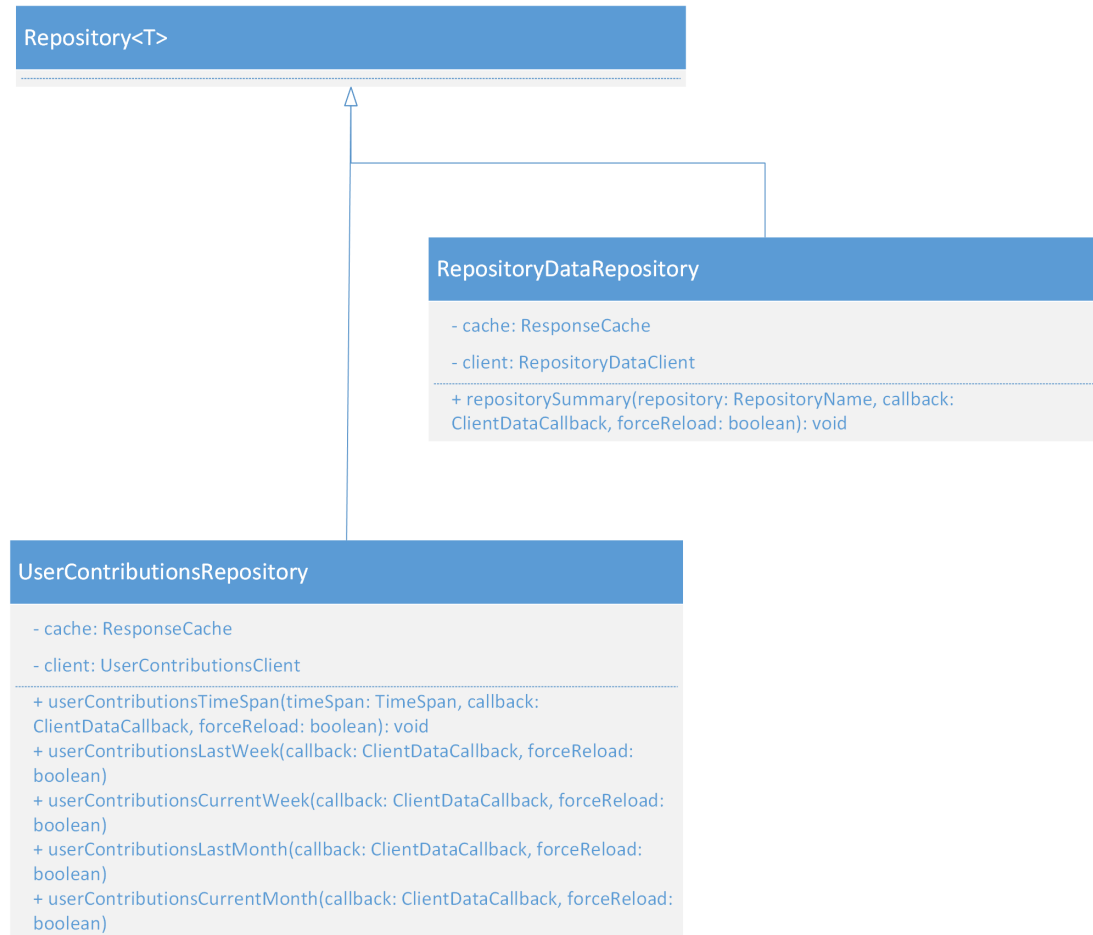 Repository<T>
RepositoryDataRepository
- cache: ResponseCache
- client: RepositoryDataClient
+ repositorySummary(repository: RepositoryName, callback:
ClientDataCallback, forceReload: boolean): void
UserContributionsRepository
- cache: ResponseCache
- client: UserContributionsClient
+ userContributionsTimeSpan(timeSpan: TimeSpan, callback:
ClientDataCallback, forceReload: boolean): void
+ userContributionsLastWeek(callback: ClientDataCallback, forceReload:
boolean)
+ userContributionsCurrentWeek(callback: ClientDataCallback, forceReload:
boolean)
+ userContributionsLastMonth(callback: ClientDataCallback, forceReload:
boolean)
+ userContributionsCurrentMonth(callback: ClientDataCallback, forceReload:
boolean)